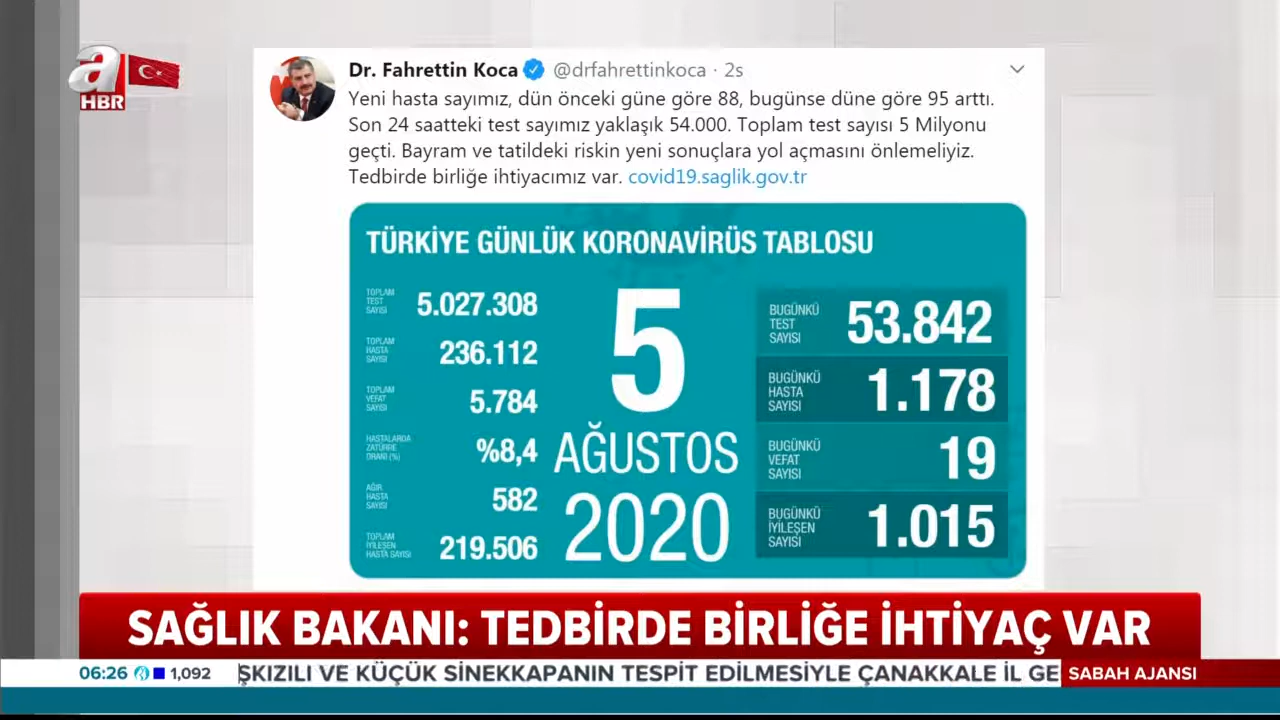 a
HBR
Dr. Fahrettin Koca @drfahrettinkoca · 2s
Yeni hasta sayımız, dün önceki güne göre 88, bugünse düne göre 95 arttı.
Son 24 saatteki test sayımız yaklaşık 54.000. Toplam test sayısı 5 Milyonu
geçti. Bayram ve tatildeki riskin yeni sonuçlara yol açmasını önlemeliyiz.
Tedbirde birliğe ihtiyacımız var. covid19.saglik.gov.tr
TÜRKİYE GÜNLÜK KORONAVİRÜS TABLOSU
TOPLAM
TEST
SAYISI
5.027.308
TOPLAM
HASTA
SAYISI
236.112
TOPLAM
VEFAT
SAYISI
5.784
HASTALARDA
ZATÜRRE
ORANI (%)
%8,4
AĞIR
HASTA
SAYISI
582
TOPLAM
İYİLEŞEN
HASTA SAYISI
219.506
5
AĞUSTOS
2020
BUGÜNKÜ
TEST
SAYISI
53.842
BUGÜNKÜ
HASTA
SAYISI
1.178
BUGÜNKÜ
VEFAT
SAYISI
19
BUGÜNKÜ
İYİLEŞEN
SAYISI
1.015
SAĞLIK BAKANI: TEDBİRDE BİRLİĞE İHTİYAÇ VAR
06:26 1,092 ŞKIZILI VE KÜÇÜK SİNEKKAPANIN TESPİT EDİLMESİYLE ÇANAKKALE İL GE SABAH AJANSI